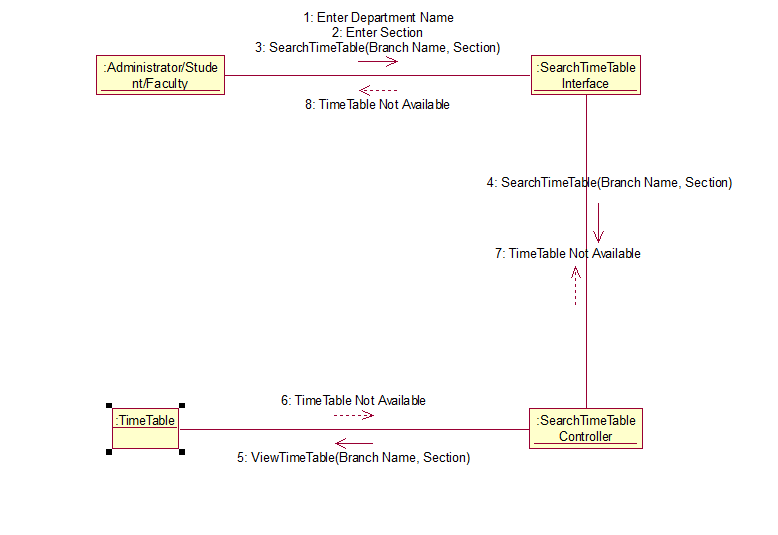 1: Enter Department Name
2: Enter Section
3: SearchTimeTable(Branch Name, Section)
:Administrator/Stude
nt/Faculty
:SearchTimeTable
Interface
8: TimeTable Not Available
4: SearchTimeTable(Branch Name, Section)
7: TimeTable Not Available
6: TimeTable Not Available
:TimeTable
:SearchTimeTable
Controller
5: ViewTimeTable(Branch Name, Section)